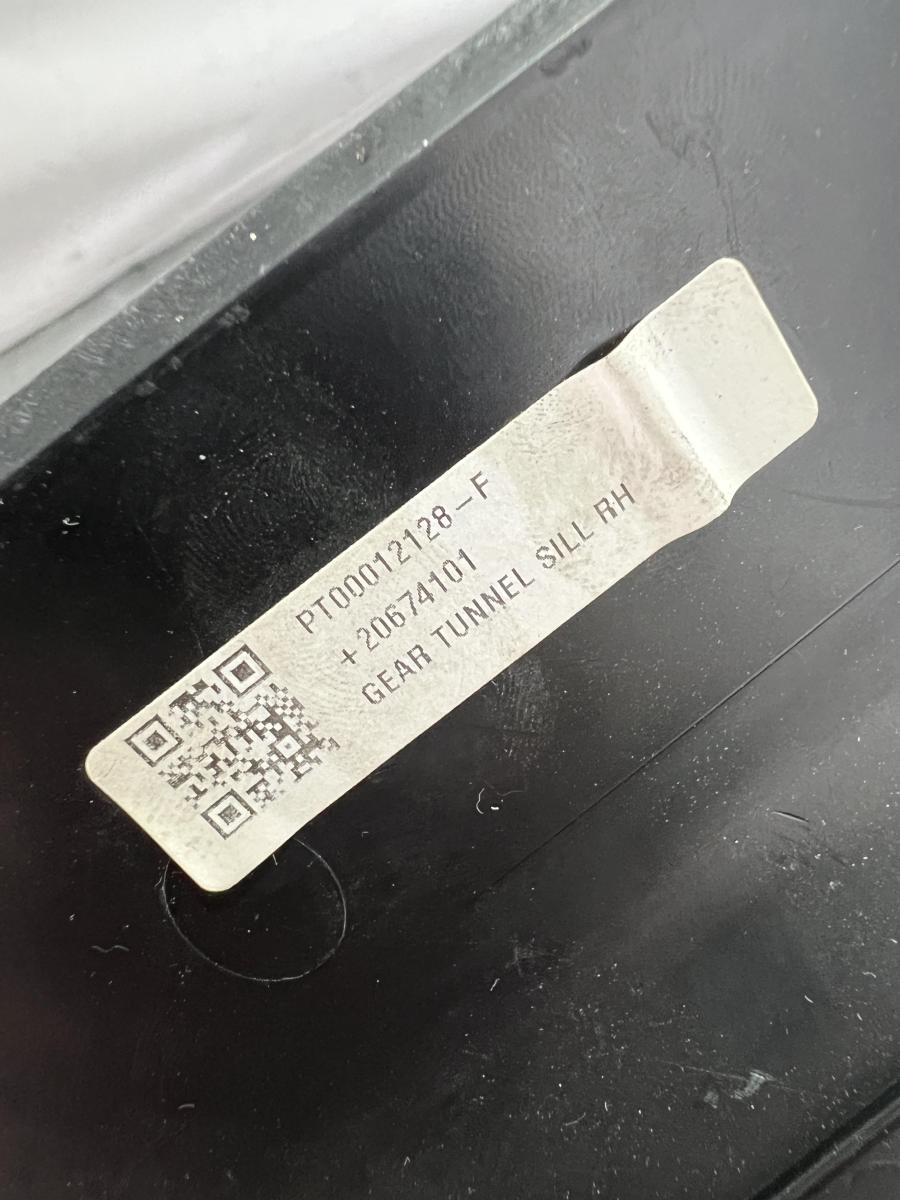 PT00012128-F
+20674101
GEAR TUNNEL SILL RH